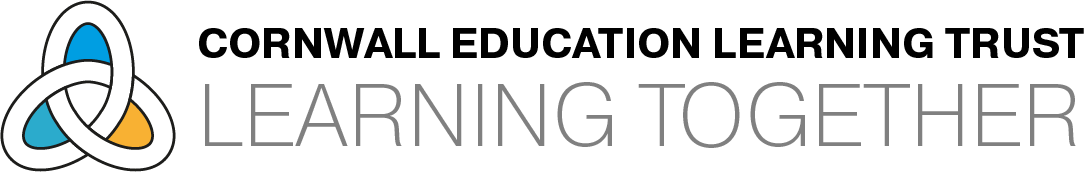 CORNWALL EDUCATION LEARNING TRUST
LEARNING TOGETHER